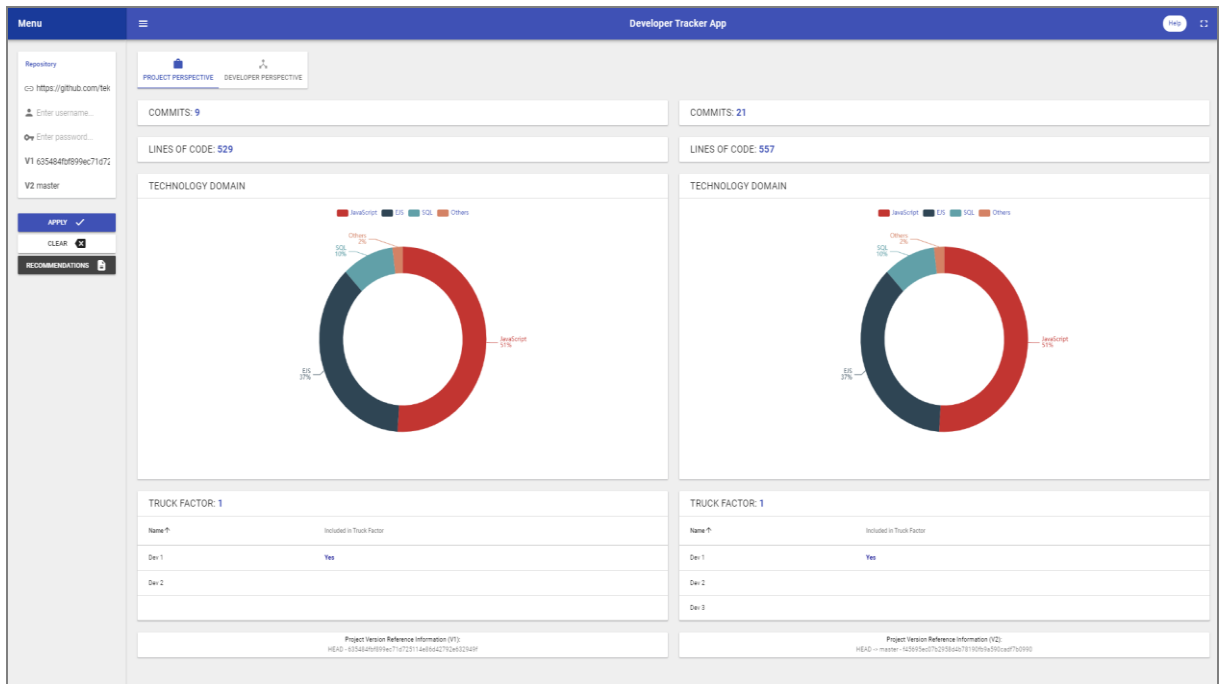 Menu
Developer Tracker App
Help
Repository
https://github.com/tek
Enter username...
Enter password...
V1 635484fbf899ec71d72
V2 master
APPLY
CLEAR
RECOMMENDATIONS
PROJECT PERSPECTIVE
DEVELOPER PERSPECTIVE
COMMITS: 9
LINES OF CODE: 529
TECHNOLOGY DOMAIN
JavaScript EJS SQL Others
Others
2%
SQL
10%
JavaScript
51%
EJS
37%
TRUCK FACTOR: 1
Name Included in Truck Factor
Dev 1 Yes
Dev 2
Project Version Reference Information (V1):
COMMITS: 21
LINES OF CODE: 557
TECHNOLOGY DOMAIN
JavaScript EJS SQL Others
Others
2%
SQL
10%
JavaScript
51%
EJS
37%
TRUCK FACTOR: 1
Name Included in Truck Factor
Dev 1 Yes
Dev 2
Dev 3
Project Version Reference Information (V2):
HEAD -> master -